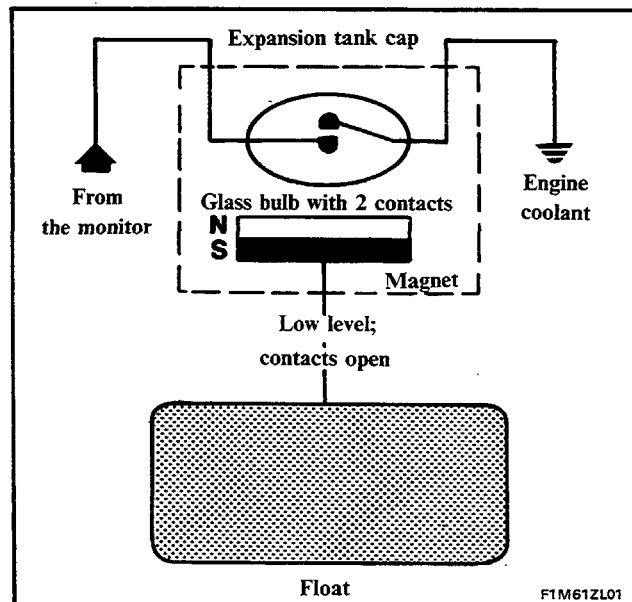 Expansion tank cap
From
the monitor
Engine
coolant
Glass bulb with 2 contacts
N
S
Magnet
Low level;
contacts open
Float
F1M61ZL01